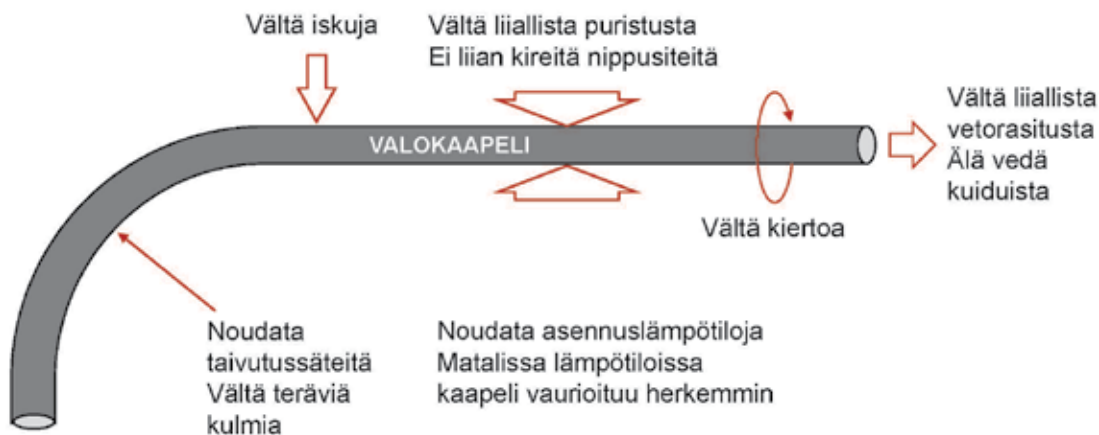 Vältä iskuja
Vältä liiallista puristusta
Ei liian kireitä nippusiteitä
VALOKAAPELI
Vältä liiallista
vetorasitusta
Älä vedä
kuiduista
Vältä kiertoa
Noudata
taivutussäteitä
Vältä teräviä
kulmia
Noudata asennuslämpötiloja
Matalissa lämpötiloissa
kaapeli vaurioituu herkemmin